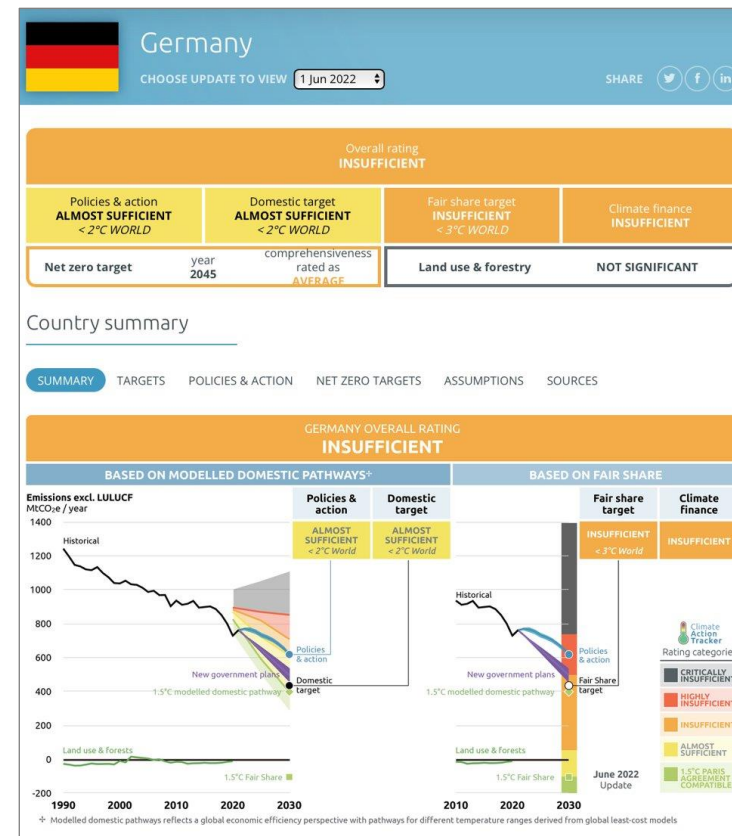 Germany
CHOOSE UPDATE TO VIEW 1 Jun 2022
SHARE
Overall rating
INSUFFICIENT
Policies & action
ALMOST SUFFICIENT
< 2°C WORLD
Domestic target
ALMOST SUFFICIENT
< 2°C WORLD
Fair share target
INSUFFICIENT
< 3°C WORLD
Climate finance
INSUFFICIENT
Net zero target
year
2045
comprehensiveness
rated as
AVERAGE
Land use & forestry
NOT SIGNIFICANT
Country summary
SUMMARY TARGETS POLICIES & ACTION NET ZERO TARGETS ASSUMPTIONS SOURCES
GERMANY OVERALL RATING
INSUFFICIENT
BASED ON MODELLED DOMESTIC PATHWAYS÷
BASED ON FAIR SHARE
Emissions excl. LULUCF
MtCO₂e / year
Policies &
action
Domestic
target
ALMOST
SUFFICIENT
< 2°C World
ALMOST
SUFFICIENT
< 2°C World
1400
1200
1000
800
600
400
200
0
-200
Historical
Policies
& action
New government plans
Domestic
target
1.5°C modelled domestic pathway
Land use & forests
1.5°C Fair Share
1990 2000 2010 2020 2030
Fair share
target
Climate
finance
INSUFFICIENT
< 3°C World
INSUFFICIENT
Historical
Policies
& action
New government plans
Fair Share
target
1.5°C modelled domestic pathway
Land use & forests
1.5°C Fair Share
2010 2020 2030
June 2022
Update
Climate
Action
Tracker
Rating categorie
CRITICALLY
INSUFFICIENT
HIGHLY
INSUFFICIENT
INSUFFICIENT
ALMOST
SUFFICIENT
1.5°C PARIS
AGREEMENT
COMPATIBLE
÷ Modelled domestic pathways reflects a global economic efficiency perspective with pathways for different temperature ranges derived from global least-cost models